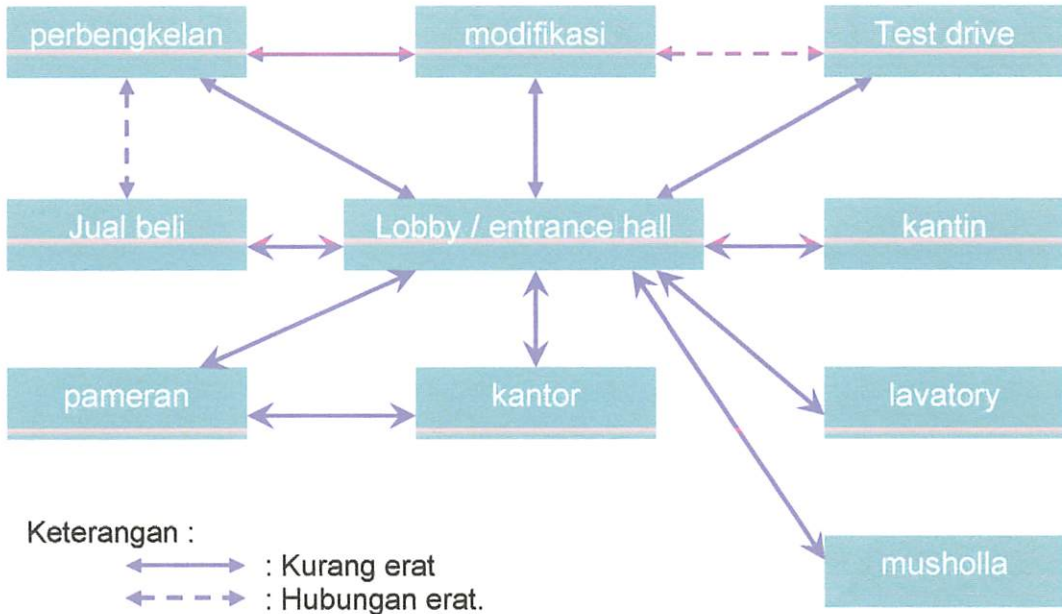 perbengkelan
modifikasi
Test drive
Jual beli
Lobby / entrance hall
kantin
pameran
kantor
lavatory
musholla
Keterangan :
: Kurang erat
: Hubungan erat.